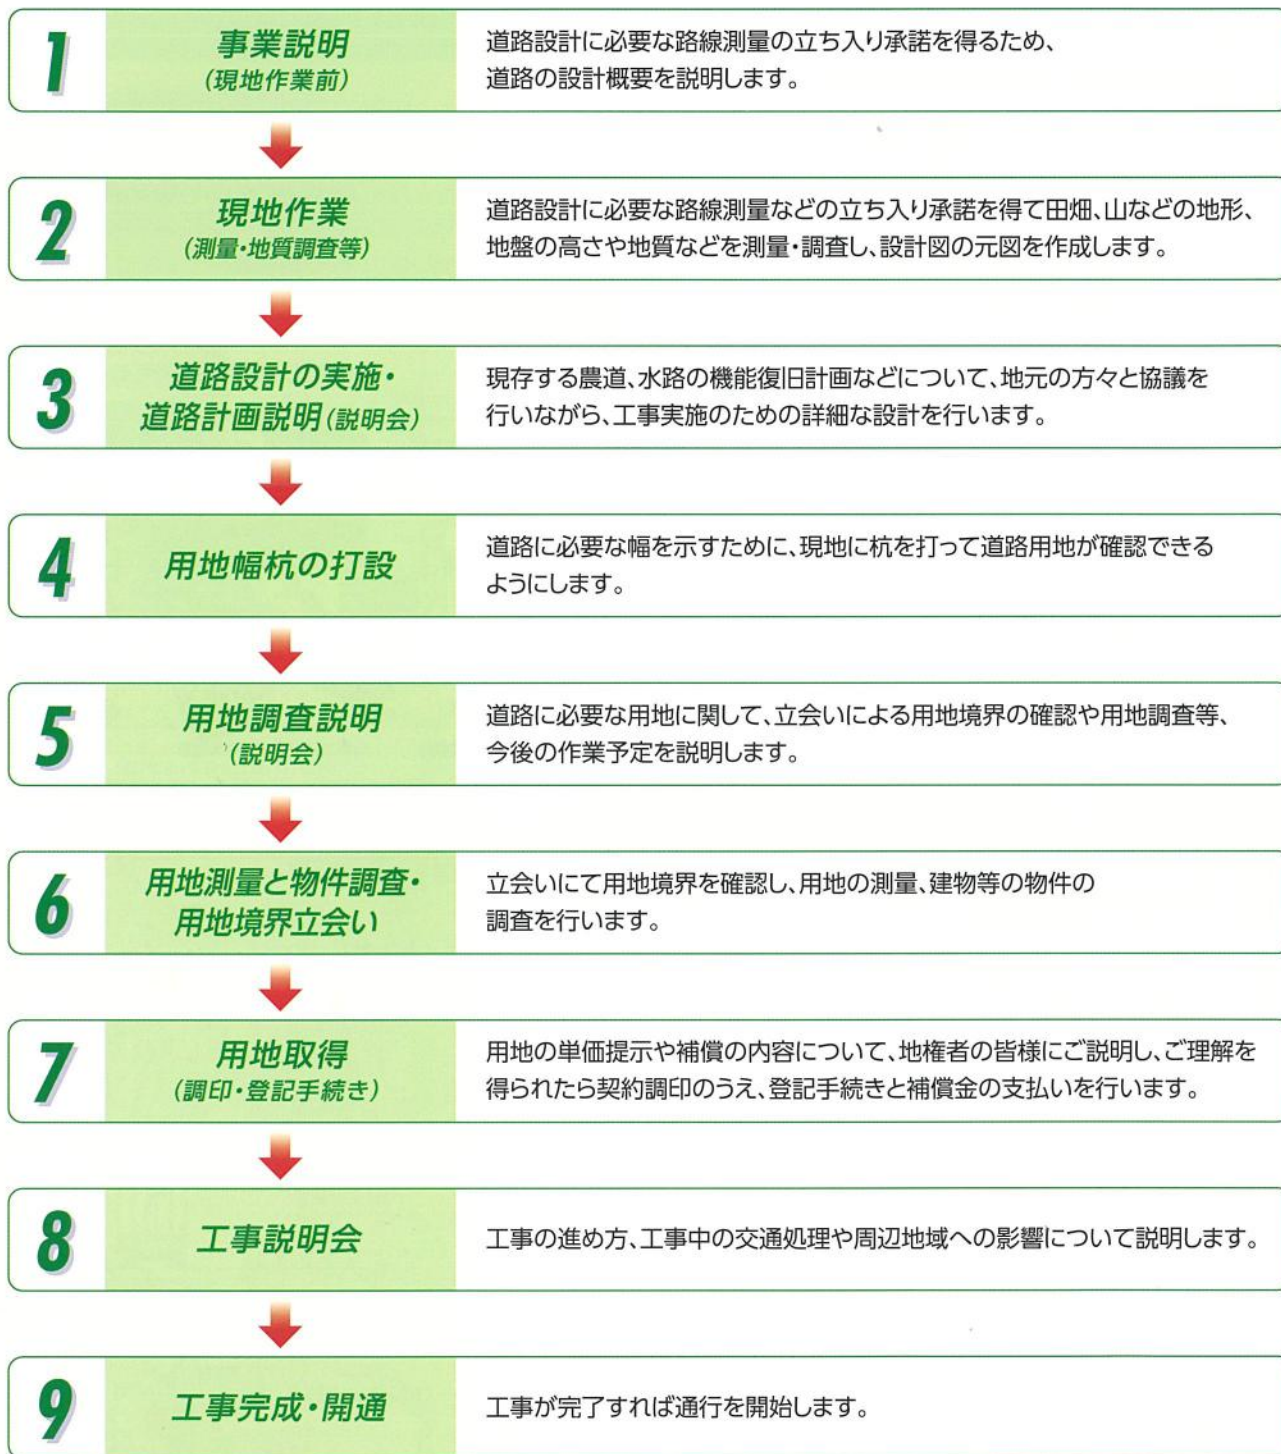 1
事業説明
(現地作業前)
道路設計に必要な路線測量の立ち入り承諾を得るため、
道路の設計概要を説明します。
2
現地作業
(測量・地質調査等)
道路設計に必要な路線測量などの立ち入り承諾を得て田畑、山などの地形、
地盤の高さや地質などを測量・調査し、設計図の元図を作成します。
3
道路設計の実施・
道路計画説明(説明会)
現存する農道、水路の機能復旧計画などについて、地元の方々と協議を
行いながら、工事実施のための詳細な設計を行います。
4
用地幅杭の打設
道路に必要な幅を示すために、現地に杭を打って道路用地が確認できる
ようにします。
5
用地調査説明
(説明会)
道路に必要な用地に関して、立会いによる用地境界の確認や用地調査等、
今後の作業予定を説明します。
6
用地測量と物件調査・
用地境界立会い
立会いにて用地境界を確認し、用地の測量、建物等の物件の
調査を行います。
7
用地取得
(調印・登記手続き)
用地の単価提示や補償の内容について、地権者の皆様にご説明し、ご理解を
得られたら契約調印のうえ、登記手続きと補償金の支払いを行います。
8
工事説明会
工事の進め方、工事中の交通処理や周辺地域への影響について説明します。
9
工事完成・開通
工事が完了すれば通行を開始します。